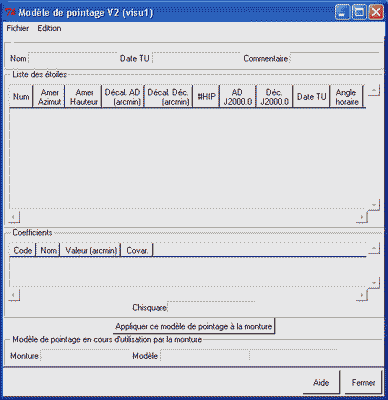 Modèle de pointage V2 (visu1)
Fichier Edition
Nom Date TU Commentaire
Liste des étoiles
Num Amer Azimut Amer Hauteur Décal. AD (arcmin) Décal. Déc. (arcmin) #HIP AD J2000.0 Déc. J2000.0 Date TU Angle horaire
Coefficients
Code Nom Valeur (arcmin) Covar.
Chisquare
Appliquer ce modèle de pointage à la monture
Modèle de pointage en cours d'utilisation par la monture
Monture Modèle
Aide Fermer